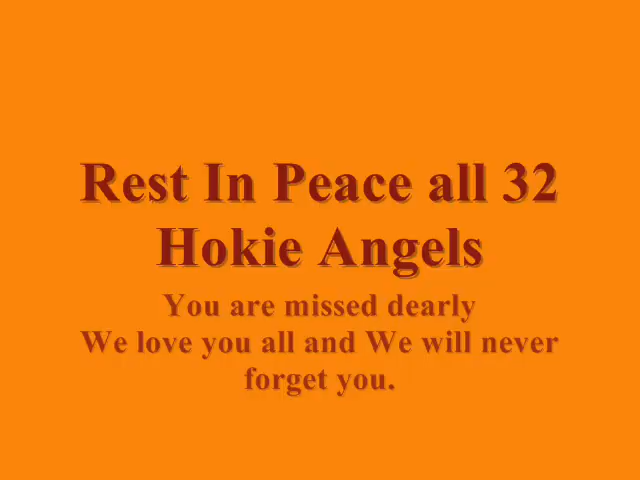 Rest In Peace all 32
Hokie Angels
You are missed dearly
We love you all and We will never
forget you.